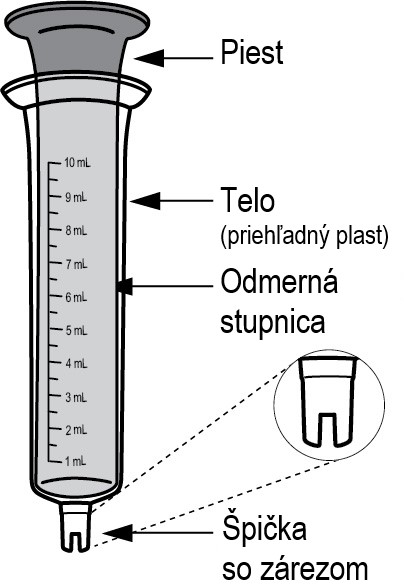 Piest
10 mL
9 mL
8 mL
7 mL
6 mL
5 mL
4 mL
3 mL
2 mL
1 mL
Telo
(priehľadný plast)
Odmerná
stupnica
Špička
so zárezom